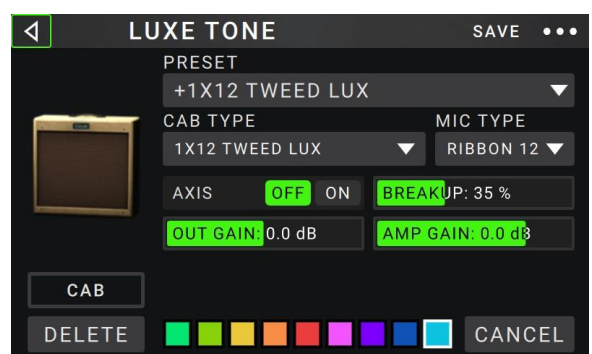 LUXE TONE
SAVE
PRESET
+1X12 TWEED LUX
CAB TYPE
MIC TYPE
1X12 TWEED LUX
RIBBON 12
AXIS OFF ON
BREAKUP: 35 %
OUT GAIN: 0.0 dB
AMP GAIN: 0.0 dB
CAB
DELETE
CANCEL